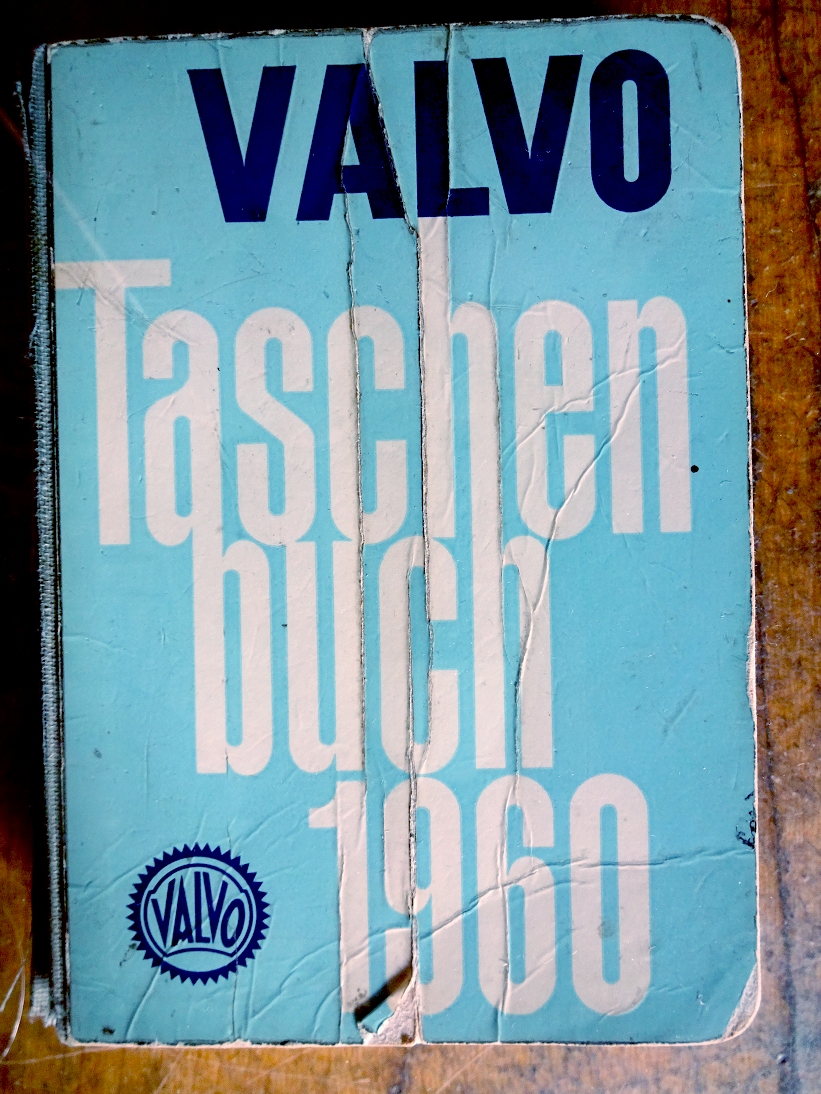 VALVO
Taschen
buch
1960
VALVO